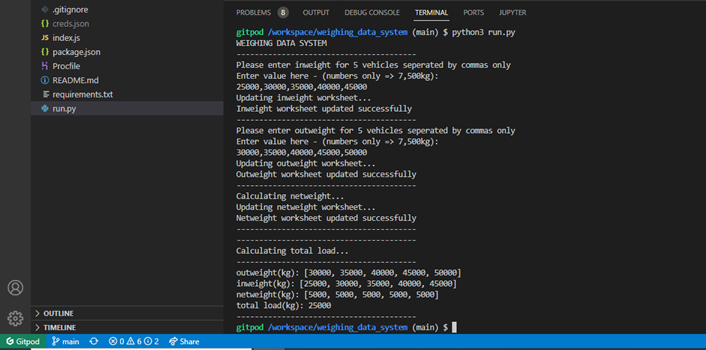 .gitignore
creds.json
index.js
package.json
Procfile
README.md
requirements.txt
run.py
OUTLINE
TIMELINE
PROBLEMS 8 OUTPUT DEBUG CONSOLE TERMINAL PORTS JUPYTER
gitpod /workspace/weighing_data_system (main) $ python3 run.py
WEIGHING DATA SYSTEM
----------------------------------------
Please enter inweight for 5 vehicles seperated by commas only
Enter value here - (numbers only => 7,500kg):
25000,30000,35000,40000,45000
Updating inweight worksheet...
Inweight worksheet updated successfully
----------------------------------------
Please enter outweight for 5 vehicles seperated by commas only
Enter value here - (numbers only => 7,500kg):
30000,35000,40000,45000,50000
Updating outweight worksheet...
Outweight worksheet updated successfully
----------------------------------------
Calculating netweight...
Updating netweight worksheet...
Netweight worksheet updated successfully
----------------------------------------
----------------------------------------
Calculating total load...
----------------------------------------
outweight(kg): [30000, 35000, 40000, 45000, 50000]
inweight(kg): [25000, 30000, 35000, 40000, 45000]
netweight(kg): [5000, 5000, 5000, 5000, 5000]
total load(kg): 25000
----------------------------------------
gitpod /workspace/weighing_data_system (main) $
Gitpod main 0 6 2 Share